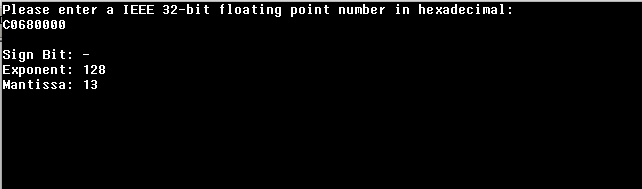 Please enter a IEEE 32-bit floating point number in hexadecimal:
C0680000
Sign Bit: -
Exponent: 128
Mantissa: 13